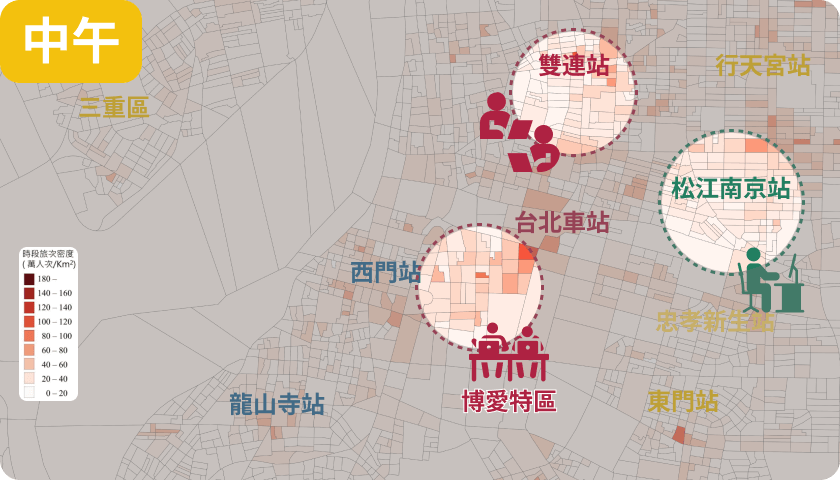 中午
雙連站
行天宮站
三重區
松江南京站
台北車站
西門站
時段旅次密度
(萬人次/Km²)
180 –
140 – 160
120 – 140
100 – 120
80 – 100
60 – 80
40 – 60
20 – 40
0 – 20
忠孝新生站
龍山寺站
博愛特區
東門站